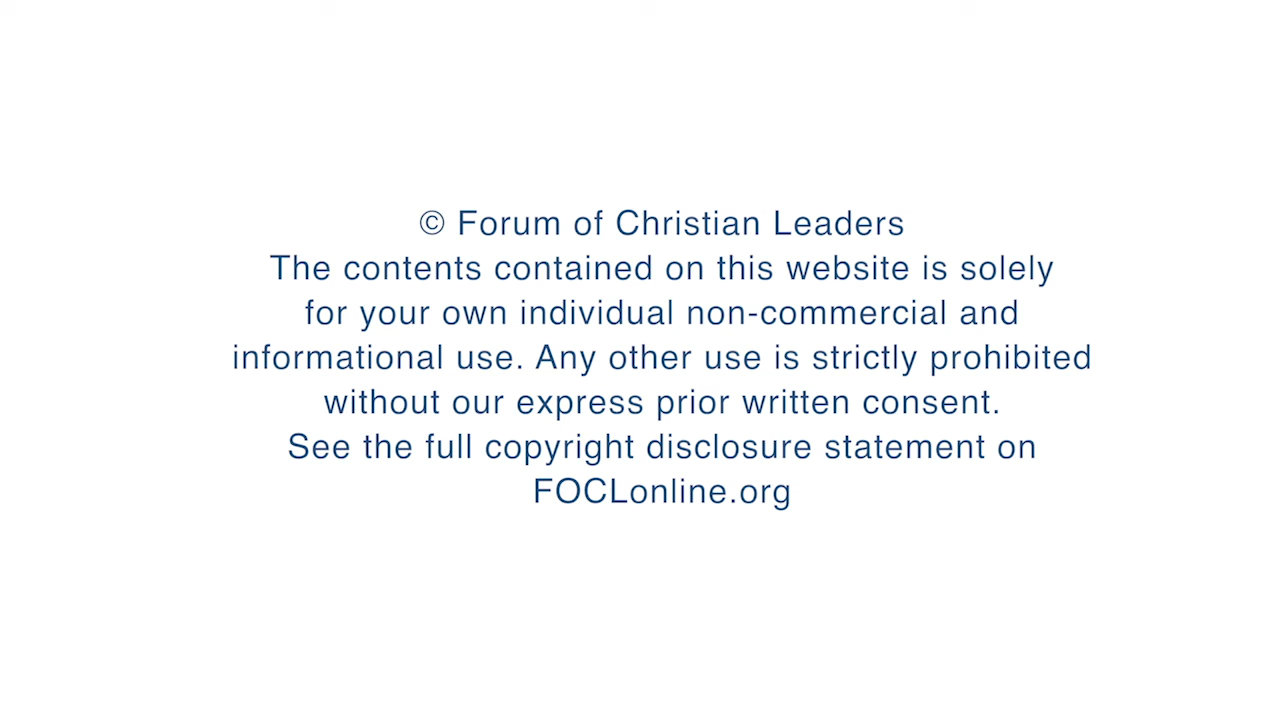 © Forum of Christian Leaders
The contents contained on this website is solely
for your own individual non-commercial and
informational use. Any other use is strictly prohibited
without our express prior written consent.
See the full copyright disclosure statement on
FOCLonline.org